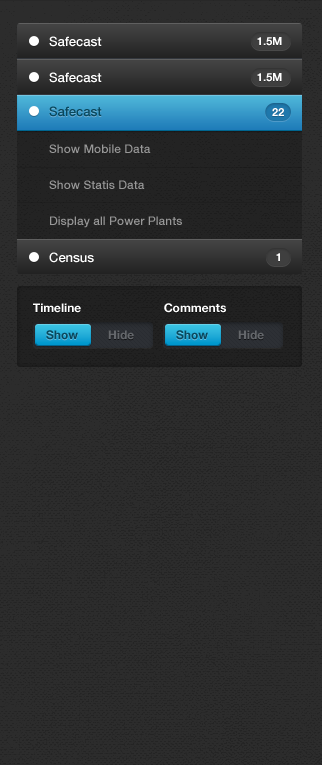 Safecast 1.5M
Safecast 1.5M
Safecast 22
Show Mobile Data
Show Statis Data
Display all Power Plants
Census 1
Timeline Comments
Show Hide Show Hide